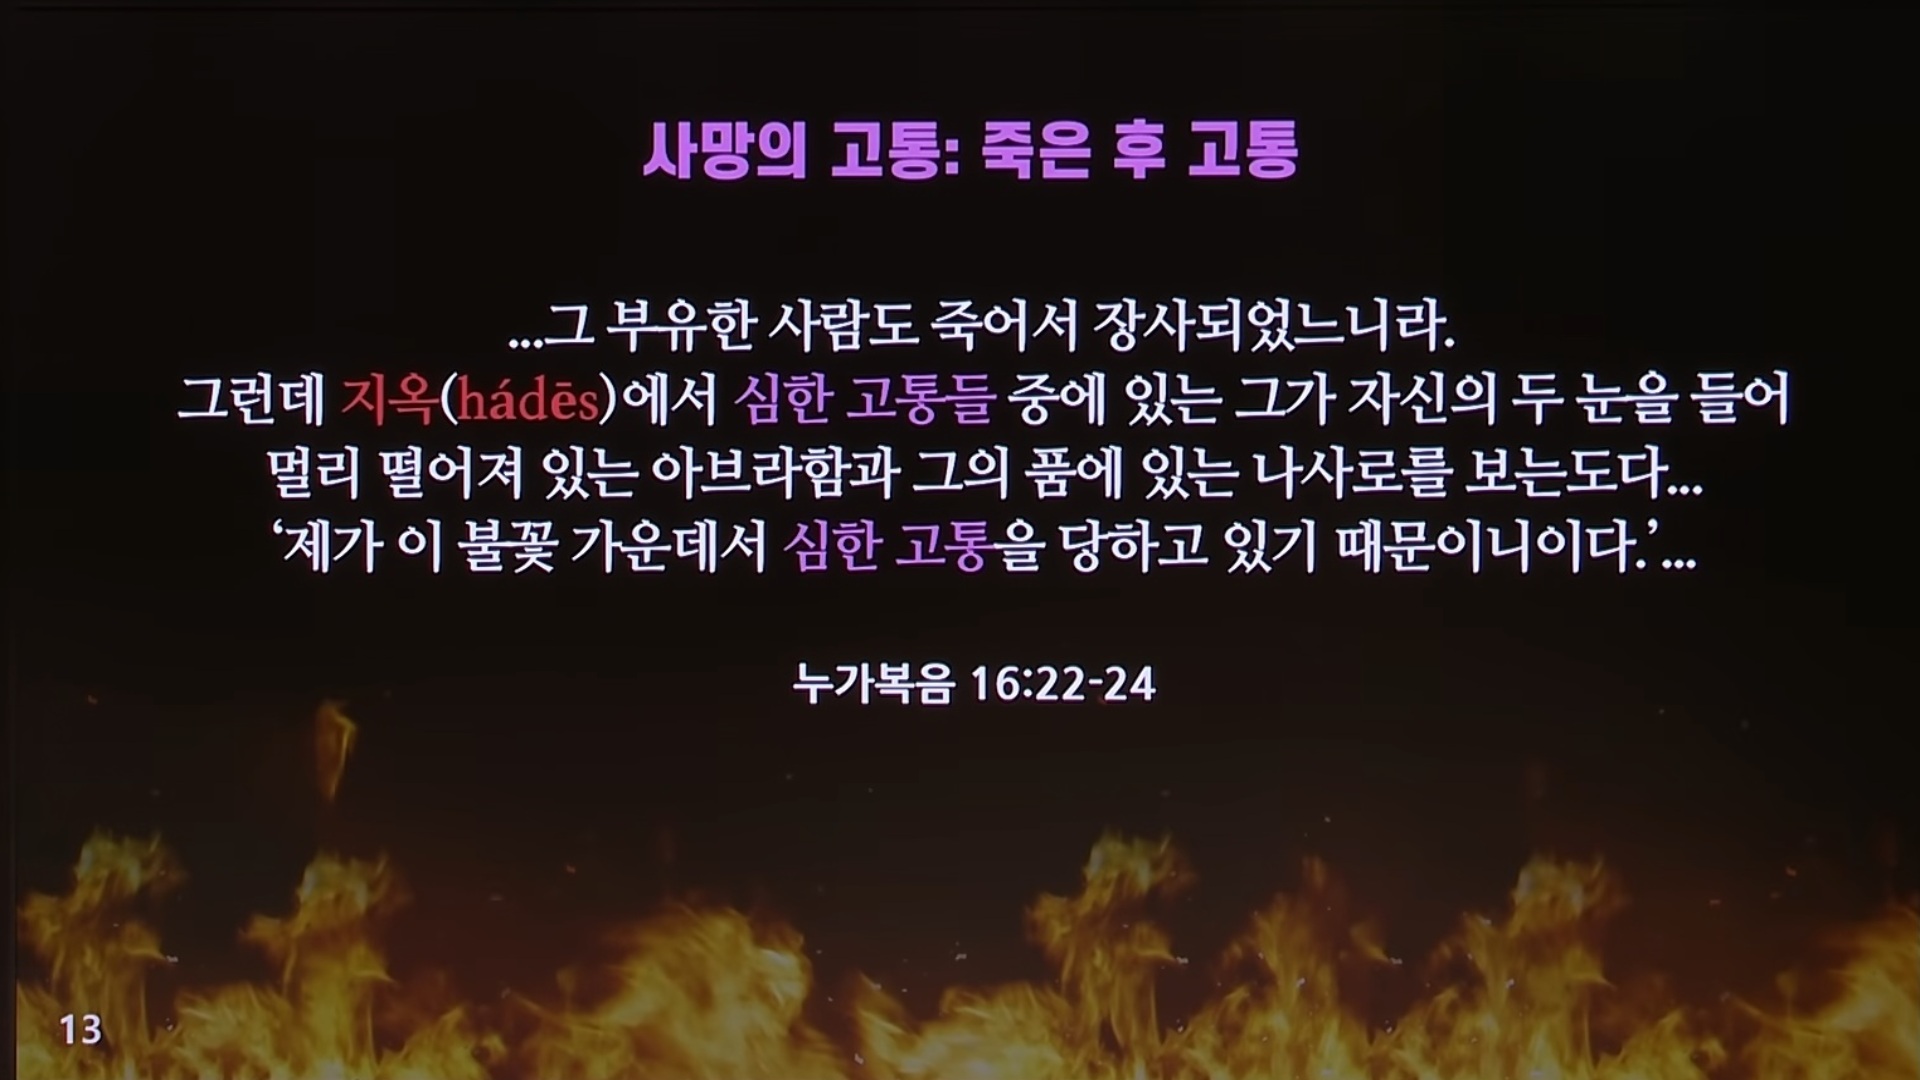 사망의 고통: 죽은 후 고통
...그 부유한 사람도 죽어서 장사되었느니라.
그런데 지옥(hádēs)에서 심한 고통들 중에 있는 그가 자신의 두 눈을 들어
멀리 떨어져 있는 아브라함과 그의 품에 있는 나사로를 보는도다...
‘제가 이 불꽃 가운데서 심한 고통을 당하고 있기 때문이니이다.’...
누가복음 16:22-24
13